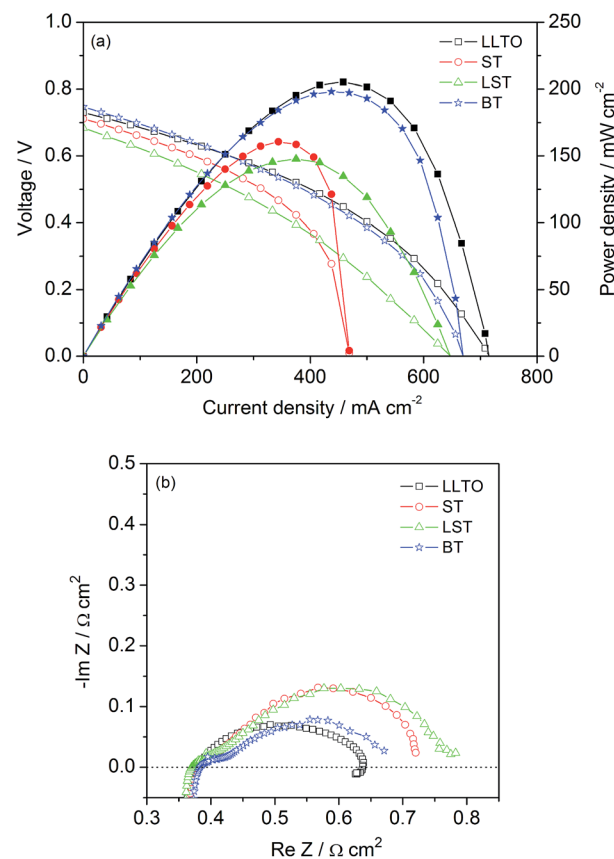 (a)
LLTO
ST
LST
BT
1.0
0.8
0.6
0.4
0.2
0.0
Voltage / V
250
200
150
100
50
0
Power density / mW cm⁻²
0 200 400 600 800
Current density / mA cm⁻²
(b)
LLTO
ST
LST
BT
0.5
0.4
0.3
0.2
0.1
0.0
-Im Z / Ω cm²
0.3 0.4 0.5 0.6 0.7 0.8
Re Z / Ω cm²